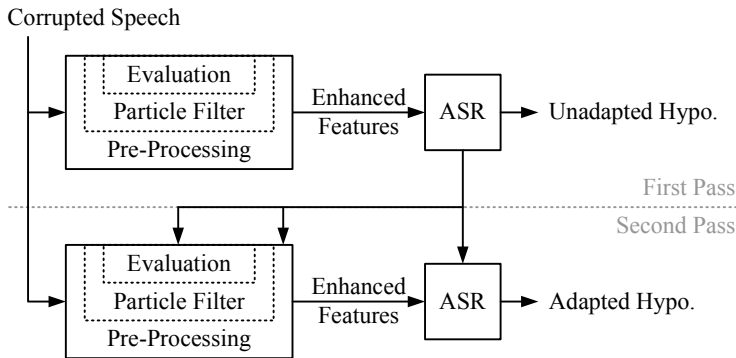 Corrupted Speech
Evaluation
Particle Filter
Pre-Processing
Enhanced
Features
ASR
Unadapted Hypo.
First Pass
Second Pass
Evaluation
Particle Filter
Pre-Processing
Enhanced
Features
ASR
Adapted Hypo.